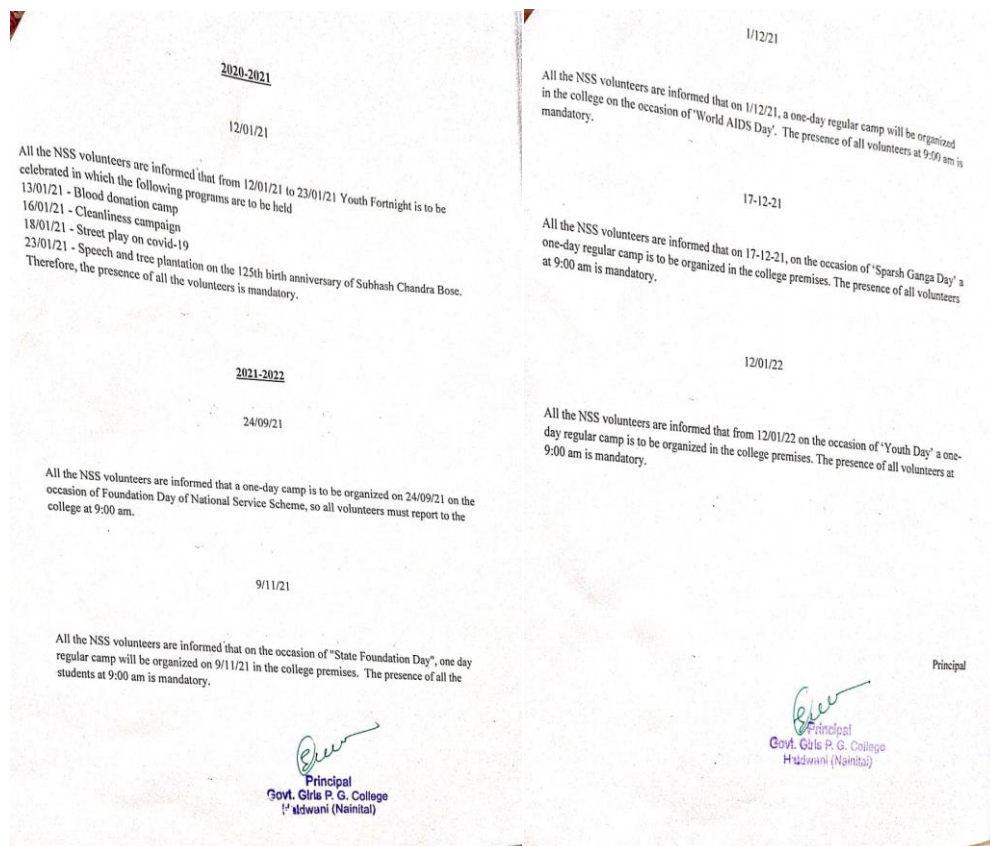 2020-2021
12/01/21
All the NSS volunteers are informed that from 12/01/21 to 23/01/21 Youth Fortnight is to be
celebrated in which the following programs are to be held
13/01/21 - Blood donation camp
16/01/21 - Cleanliness campaign
18/01/21 - Street play on covid-19
23/01/21 - Speech and tree plantation on the 125th birth anniversary of Subhash Chandra Bose.
Therefore, the presence of all the volunteers is mandatory.
2021-2022
24/09/21
All the NSS volunteers are informed that a one-day camp is to be organized on 24/09/21 on the
occasion of Foundation Day of National Service Scheme, so all volunteers must report to the
college at 9:00 am.
9/11/21
All the NSS volunteers are informed that on the occasion of "State Foundation Day", one day
regular camp will be organized on 9/11/21 in the college premises. The presence of all the
students at 9:00 am is mandatory.
Principal
Govt. Girls P. G. College
Haldwani (Nainital)
1/12/21
All the NSS volunteers are informed that on 1/12/21, a one-day regular camp will be organized
in the college on the occasion of 'World AIDS Day'. The presence of all volunteers at 9:00 am is
mandatory.
17-12-21
All the NSS volunteers are informed that on 17-12-21, on the occasion of 'Sparsh Ganga Day' a
one-day regular camp is to be organized in the college premises. The presence of all volunteers
at 9:00 am is mandatory.
12/01/22
All the NSS volunteers are informed that from 12/01/22 on the occasion of 'Youth Day' a one-
day regular camp is to be organized in the college premises. The presence of all volunteers at
9:00 am is mandatory.
Principal
Principal
Govt. Girls P. G. College
Haldwani (Nainital)